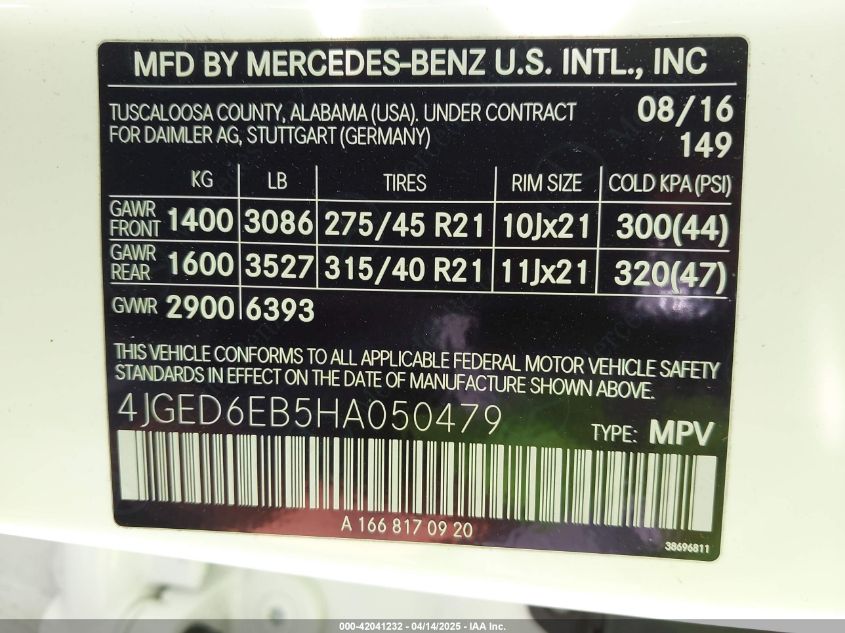 MFD BY MERCEDES-BENZ U.S. INTL., INC
TUSCALOOSA COUNTY, ALABAMA (USA). UNDER CONTRACT 08/16
FOR DAIMLER AG, STUTTGART (GERMANY) 149
KG LB TIRES RIM SIZE COLD KPA (PSI)
GAWR FRONT 1400 3086 275/45 R21 10Jx21 300(44)
GAWR REAR 1600 3527 315/40 R21 11Jx21 320(47)
GVWR 2900 6393
THIS VEHICLE CONFORMS TO ALL APPLICABLE FEDERAL MOTOR VEHICLE SAFETY
STANDARDS IN EFFECT ON THE DATE OF MANUFACTURE SHOWN ABOVE.
4JGED6EB5HA050479 TYPE: MPV
A 166 817 09 20
38696811
000-42041232 - 04/14/2025 - IAA Inc.